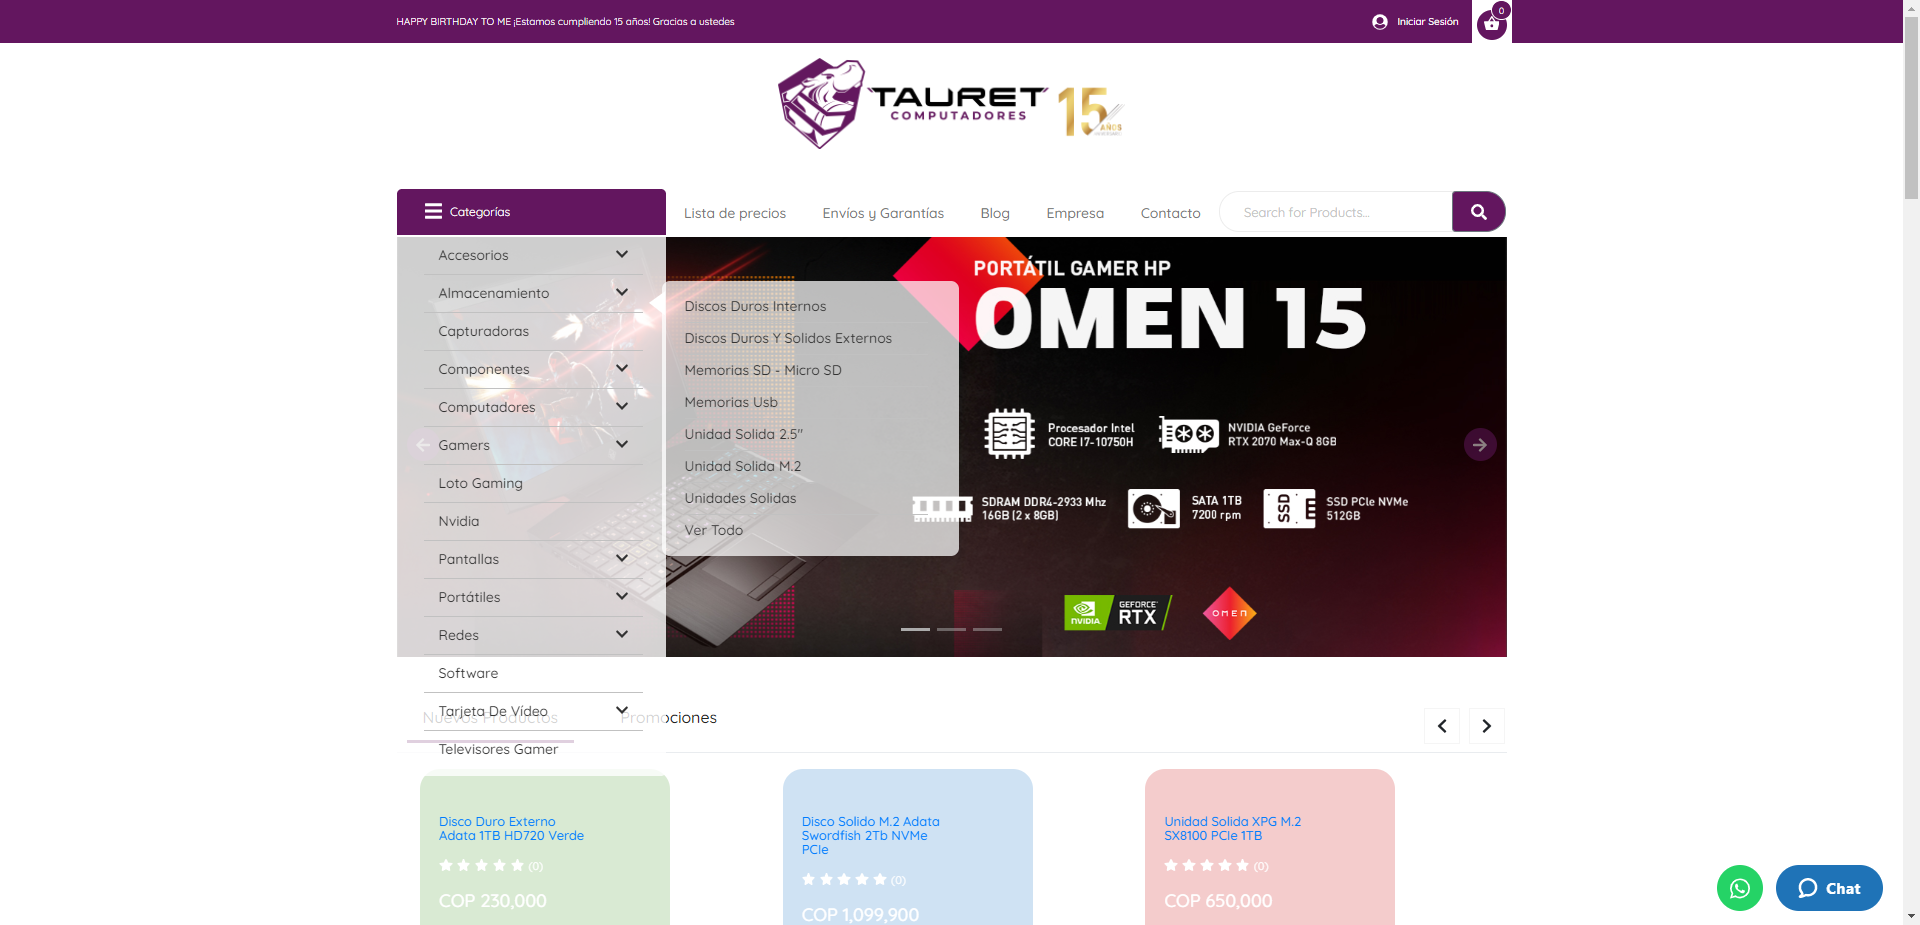 HAPPY BIRTHDAY TO ME ¡Estamos cumpliendo 15 años! Gracias a ustedes
Iniciar Sesión
0
TAURET
COMPUTADORES
15
AÑOS
Categorías
Lista de precios
Envíos y Garantías
Blog
Empresa
Contacto
Search for Products...
Accesorios
Almacenamiento
Capturadoras
Componentes
Computadores
Gamers
Loto Gaming
Nvidia
Pantallas
Portátiles
Redes
Software
Tarjeta De Vídeo
Televisores Gamer
Discos Duros Internos
Discos Duros Y Solidos Externos
Memorias SD - Micro SD
Memorias Usb
Unidad Solida 2.5"
Unidad Solida M.2
Unidades Solidas
Ver Todo
PORTÁTIL GAMER HP
OMEN 15
Procesador Intel
CORE I7-10750H
NVIDIA GeForce
RTX 2070 Max-Q 8GB
SDRAM DDR4-2933 Mhz
16GB (2 x 8GB)
SATA 1TB
7200 rpm
SSD
SSD PCIe NVMe
512GB
NVIDIA
GEFORCE
RTX
OMEN
Nuevos Productos
Promociones
Disco Duro Externo
Adata 1TB HD720 Verde
(0)
COP 230,000
Disco Solido M.2 Adata
Swordfish 2Tb NVMe
PCIe
(0)
COP 1,099,900
Unidad Solida XPG M.2
SX8100 PCIe 1TB
(0)
COP 650,000
Chat